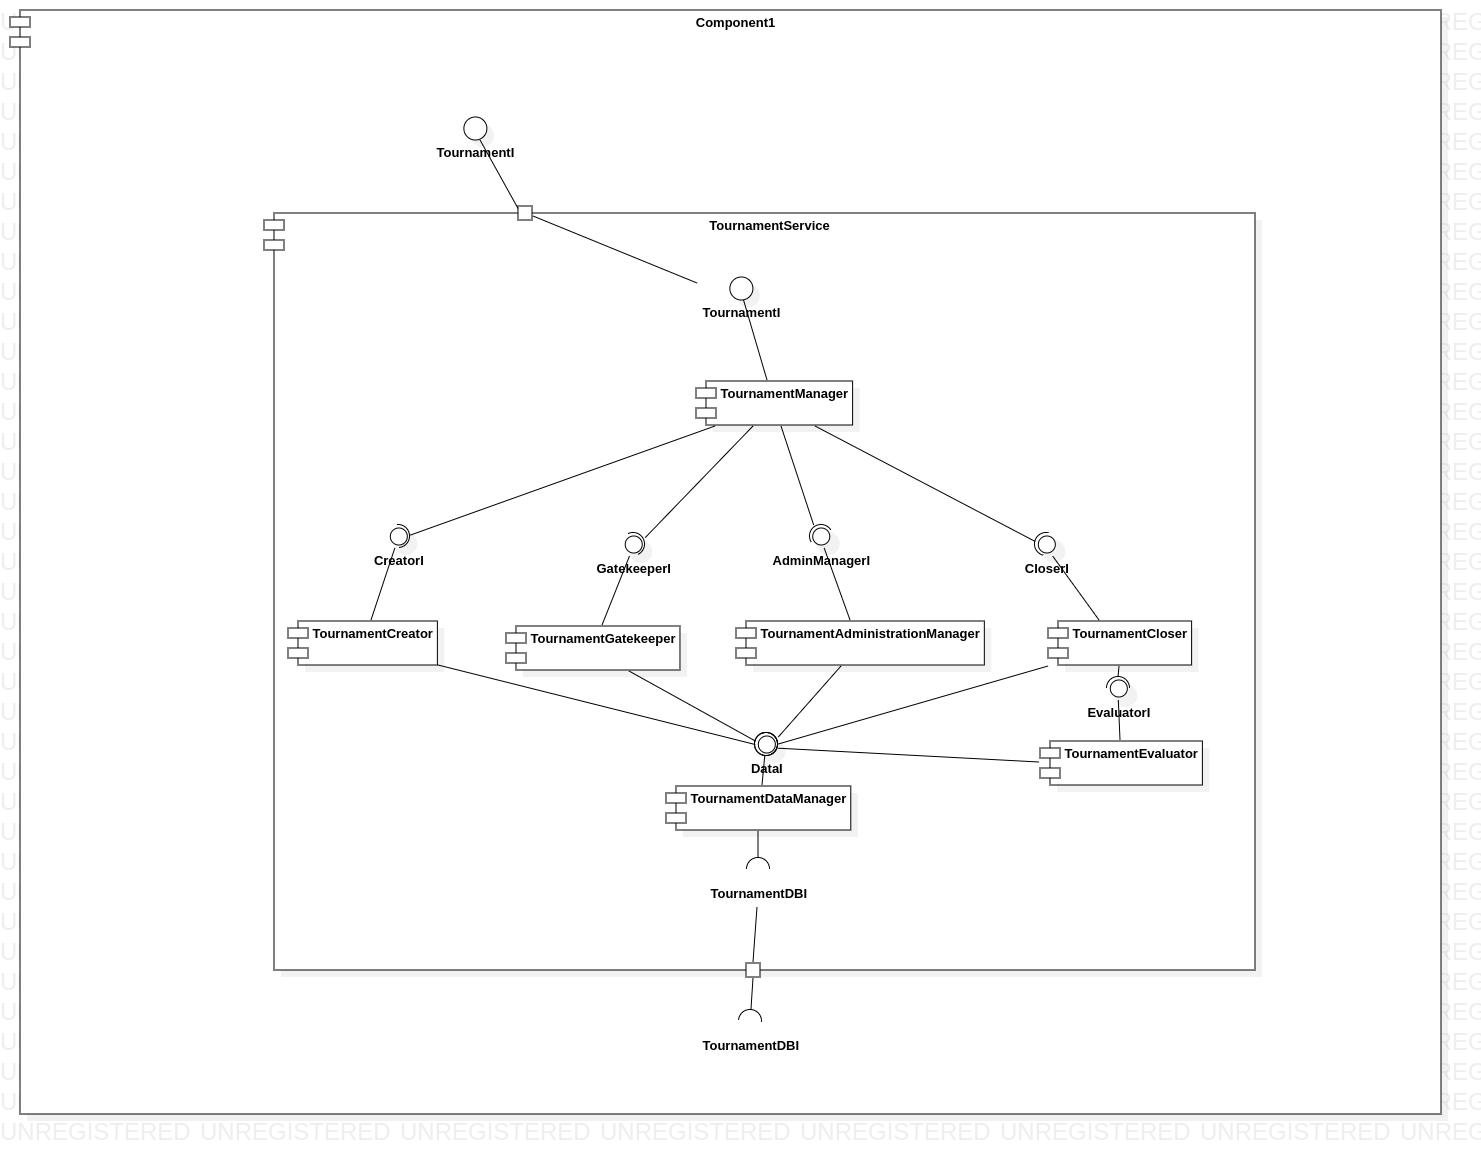 Component1
TournamentI
TournamentService
TournamentI
TournamentManager
CreatorI
GatekeeperI
AdminManagerI
CloserI
TournamentCreator
TournamentGatekeeper
TournamentAdministrationManager
TournamentCloser
EvaluatorI
DataI
TournamentEvaluator
TournamentDataManager
TournamentDBI
TournamentDBI
UNREGISTERED UNREGISTERED UNREGISTERED UNREGISTERED UNREGISTERED UNREGISTERED UNREGISTERED UNREG